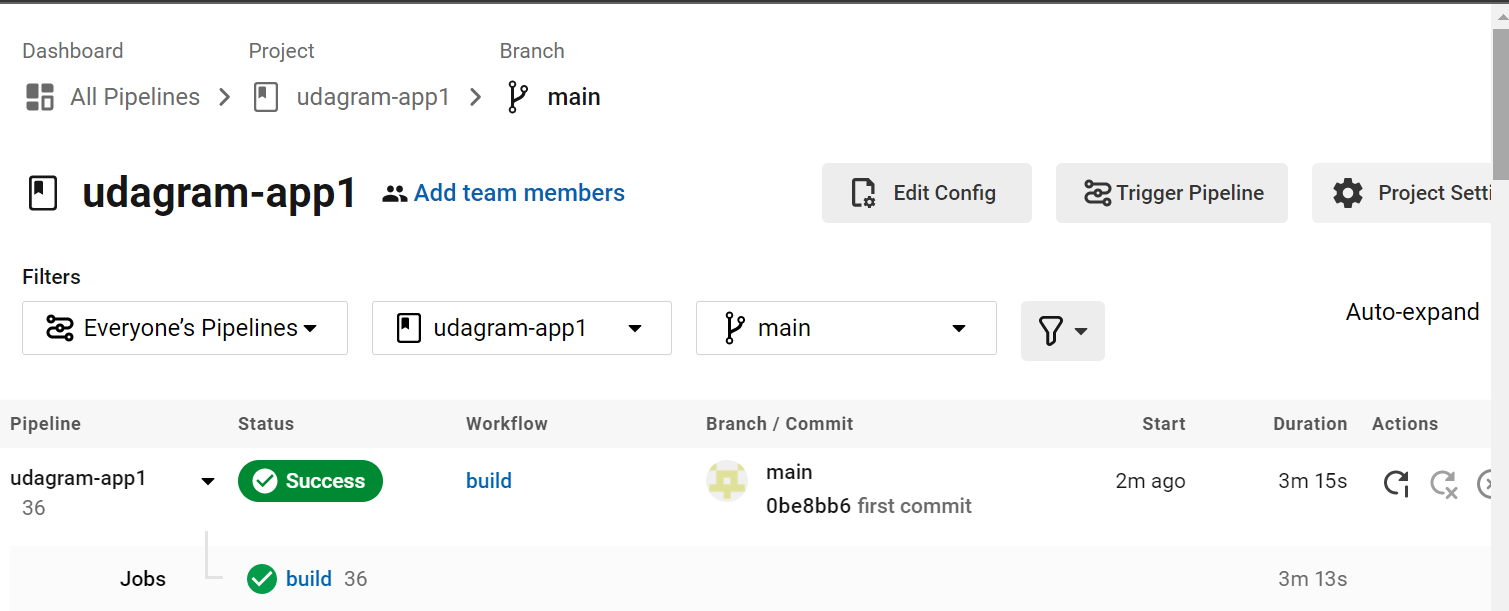 Dashboard Project Branch
All Pipelines udagram-app1 main
udagram-app1 Add team members Edit Config Trigger Pipeline Project Setti
Filters
Everyone’s Pipelines udagram-app1 main Auto-expand
Pipeline Status Workflow Branch / Commit Start Duration Actions
udagram-app1 Success build main 2m ago 3m 15s
36 0be8bb6 first commit
Jobs build 36 3m 13s